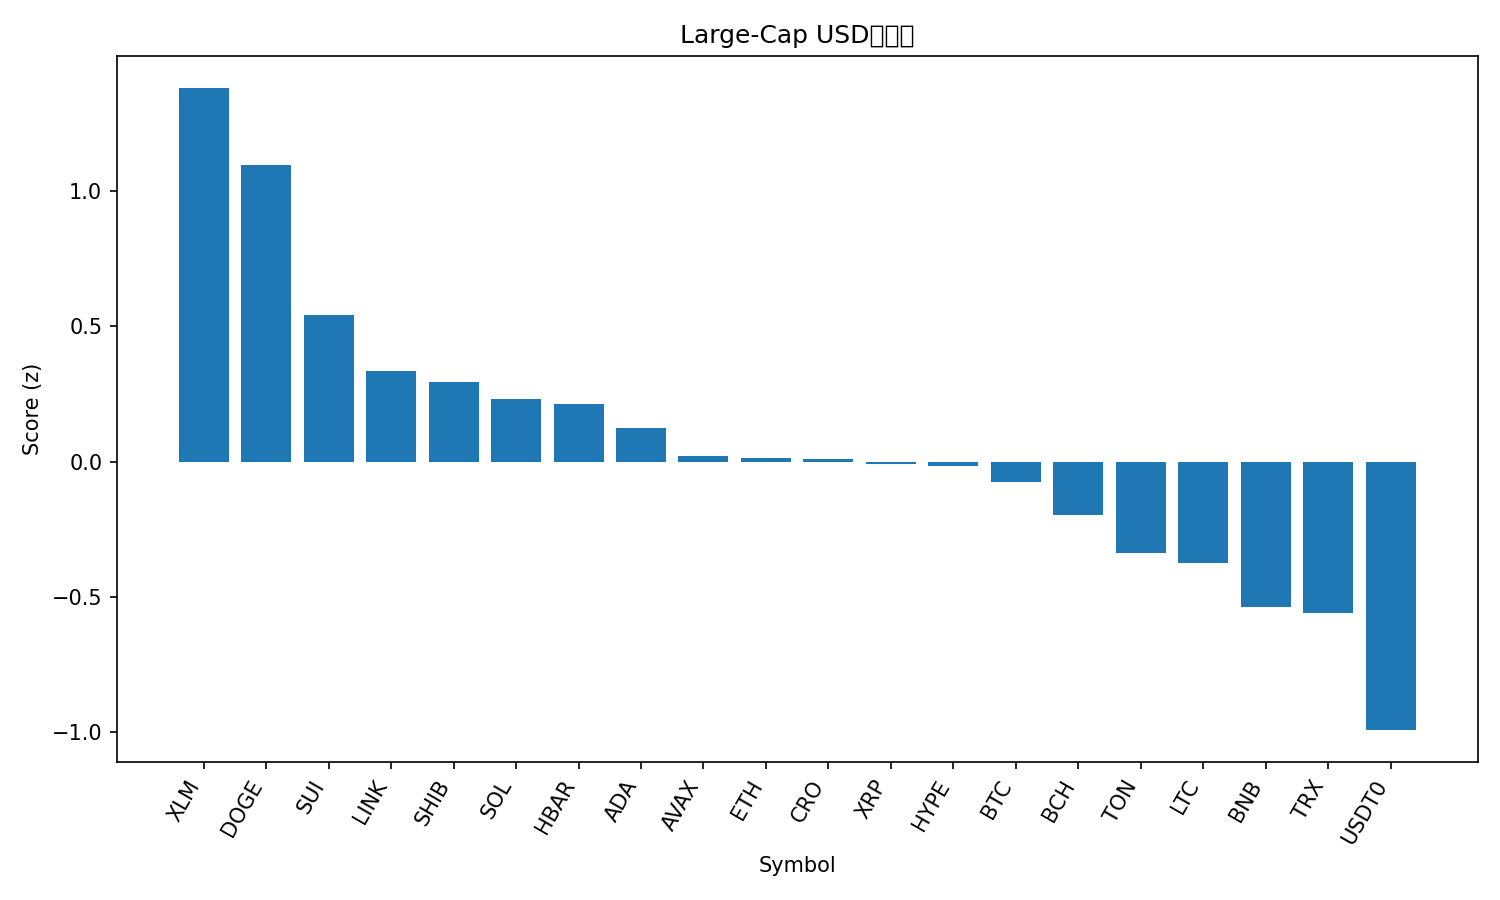 Large-Cap USD
1.0
0.5
0.0
−0.5
−1.0
Score (z)
XLM
DOGE
SUI
LINK
SHIB
SOL
HBAR
ADA
AVAX
ETH
CRO
XRP
HYPE
BTC
BCH
TON
LTC
BNB
TRX
USDT0
Symbol